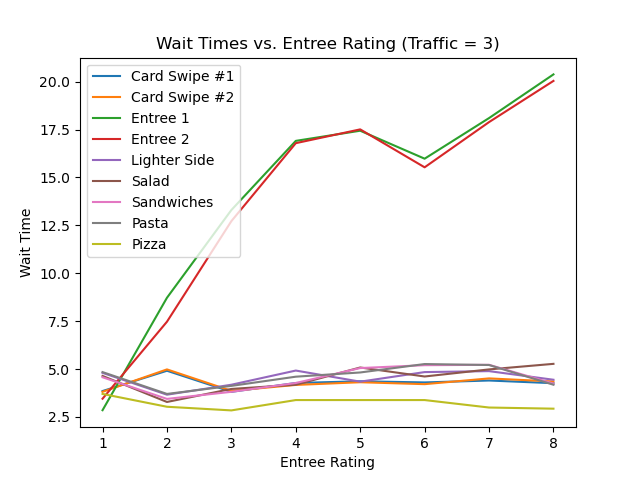 Wait Times vs. Entree Rating (Traffic = 3)
Card Swipe #1
Card Swipe #2
Entree 1
Entree 2
Lighter Side
Salad
Sandwiches
Pasta
Pizza
Wait Time
20.0
17.5
15.0
12.5
10.0
7.5
5.0
2.5
1 2 3 4 5 6 7 8
Entree Rating